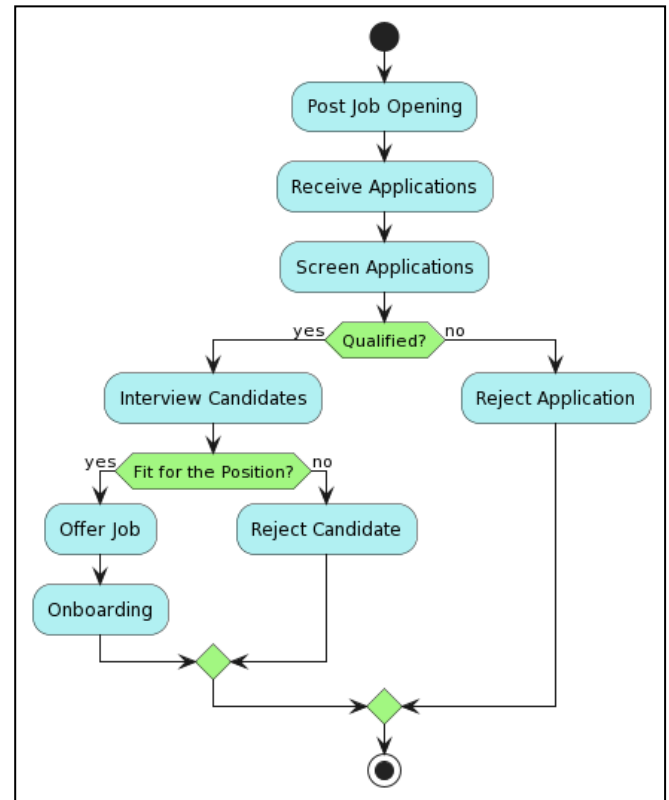 Post Job Opening
Receive Applications
Screen Applications
yes
Qualified?
no
Interview Candidates
Reject Application
yes
Fit for the Position?
no
Offer Job
Reject Candidate
Onboarding